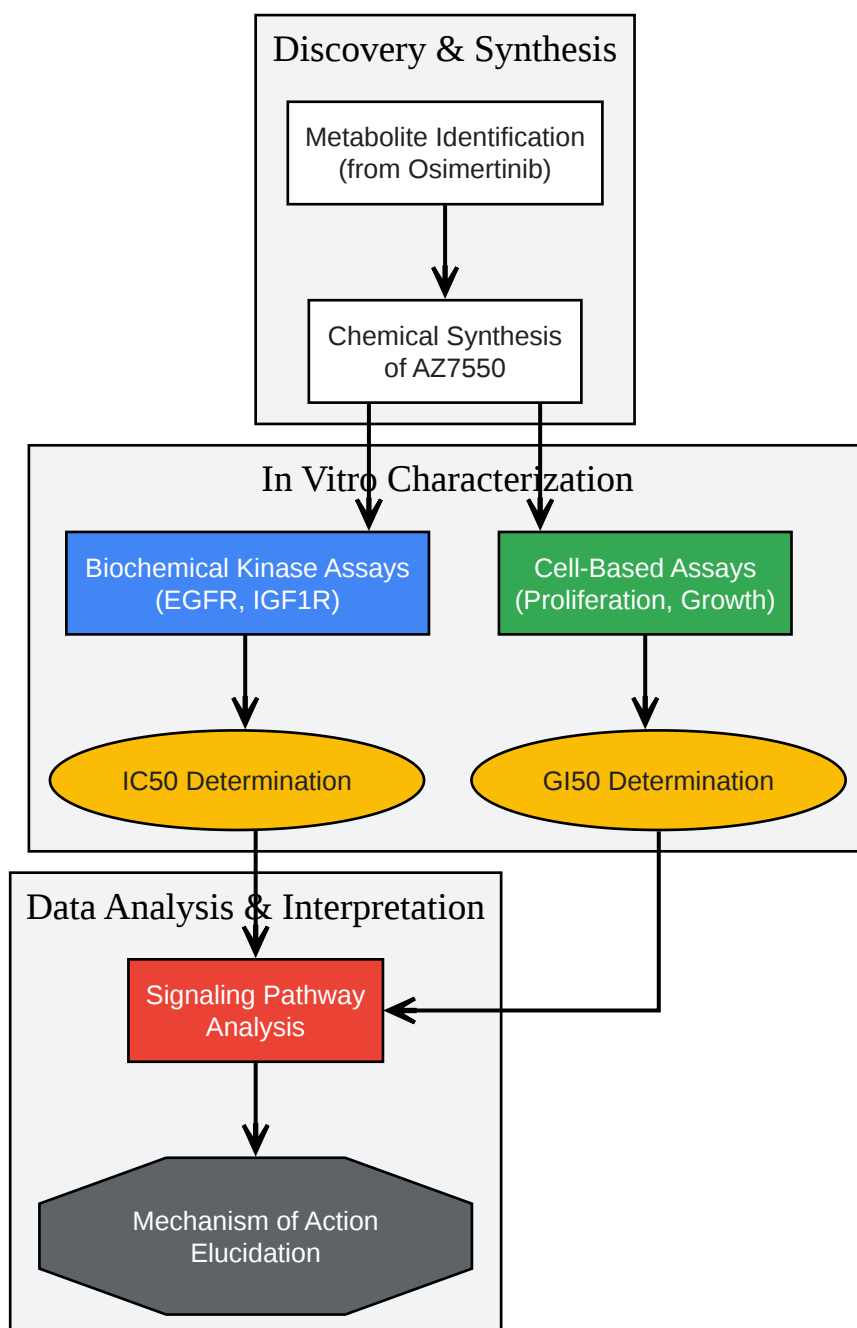 Discovery & Synthesis
Metabolite Identification
(from Osimertinib)
Chemical Synthesis
of AZ7550
In Vitro Characterization
Biochemical Kinase Assays
(EGFR, IGF1R)
Cell-Based Assays
(Proliferation, Growth)
IC50 Determination
GI50 Determination
Data Analysis & Interpretation
Signaling Pathway
Analysis
Mechanism of Action
Elucidation